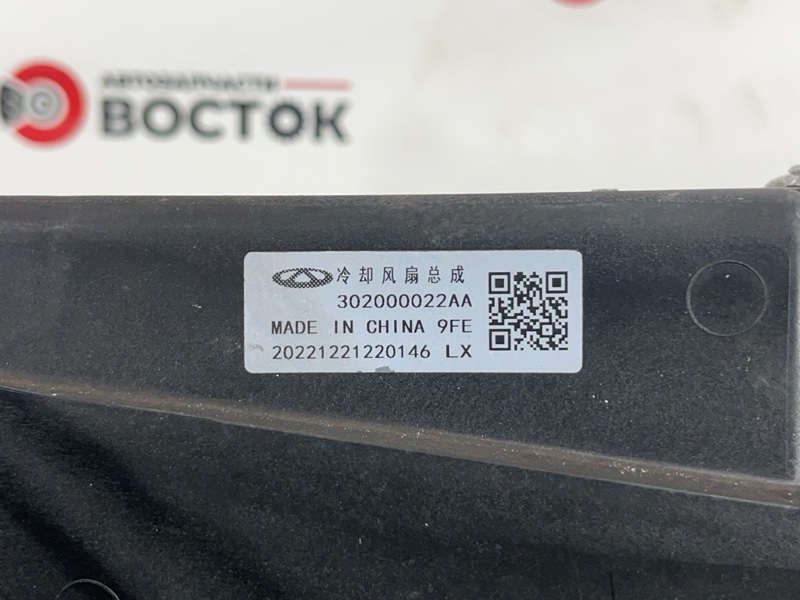 АВТОЗАПЧАСТИ
ВОСТОК
冷却风扇总成
302000022AA
MADE IN CHINA 9FE
20221221220146 LX